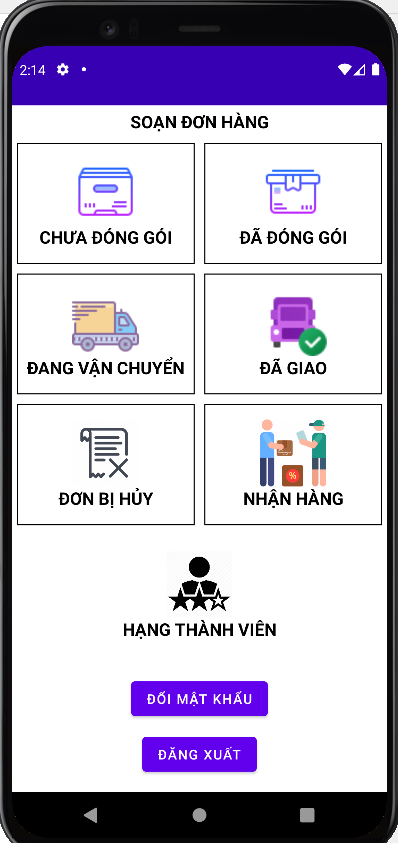 2:14
SOẠN ĐƠN HÀNG
CHƯA ĐÓNG GÓI
ĐÃ ĐÓNG GÓI
ĐANG VẬN CHUYỂN
ĐÃ GIAO
ĐƠN BỊ HỦY
NHẬN HÀNG
HẠNG THÀNH VIÊN
ĐỔI MẬT KHẨU
ĐĂNG XUẤT